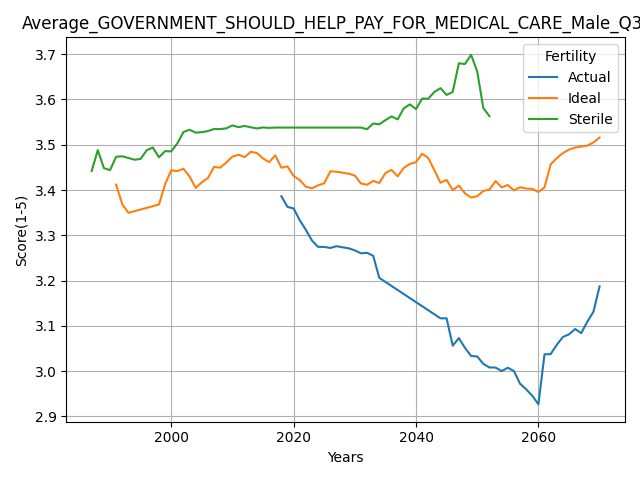 Average_GOVERNMENT_SHOULD_HELP_PAY_FOR_MEDICAL_CARE_Male_Q3
Fertility
Actual
Ideal
Sterile
Score(1-5)
3.7
3.6
3.5
3.4
3.3
3.2
3.1
3.0
2.9
2000 2020 2040 2060
Years